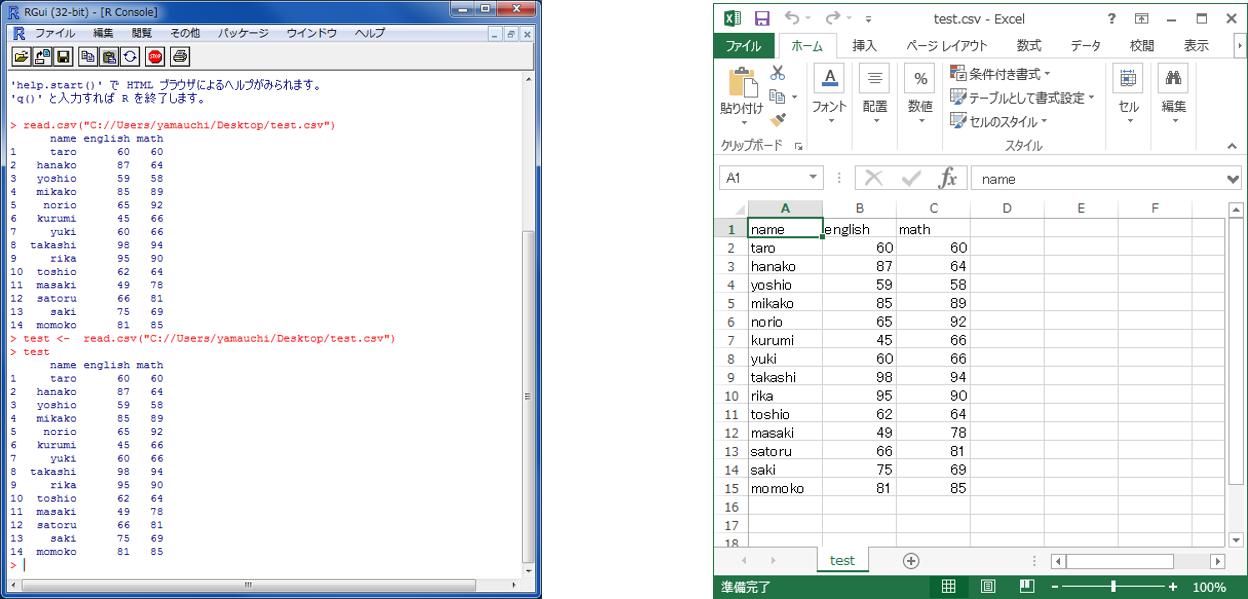 RGui (32-bit) - [R Console]
ファイル 編集 閲覧 その他 パッケージ ウインドウ ヘルプ
STOP
'help.start()' で HTML ブラウザによるヘルプがみられます。
'q()' と入力すれば R を終了します。
> read.csv("C://Users/yamauchi/Desktop/test.csv")
name english math
1 taro 60 60
2 hanako 87 64
3 yoshio 59 58
4 mikako 85 89
5 norio 65 92
6 kurumi 45 66
7 yuki 60 66
8 takashi 98 94
9 rika 95 90
10 toshio 62 64
11 masaki 49 78
12 satoru 66 81
13 saki 75 69
14 momoko 81 85
> test <- read.csv("C://Users/yamauchi/Desktop/test.csv")
> test
name english math
1 taro 60 60
2 hanako 87 64
3 yoshio 59 58
4 mikako 85 89
5 norio 65 92
6 kurumi 45 66
7 yuki 60 66
8 takashi 98 94
9 rika 95 90
10 toshio 62 64
11 masaki 49 78
12 satoru 66 81
13 saki 75 69
14 momoko 81 85
>
test.csv - Excel
ファイル ホーム 挿入 ページ レイアウト 数式 データ 校閲 表示
貼り付け フォント 配置 数値 条件付き書式 テーブルとして書式設定 セルのスタイル セル 編集
クリップボード スタイル
A1 fx name
A B C D E F
1 name english math
2 taro 60 60
3 hanako 87 64
4 yoshio 59 58
5 mikako 85 89
6 norio 65 92
7 kurumi 45 66
8 yuki 60 66
9 takashi 98 94
10 rika 95 90
11 toshio 62 64
12 masaki 49 78
13 satoru 66 81
14 saki 75 69
15 momoko 81 85
16
17
18
test
準備完了 100%